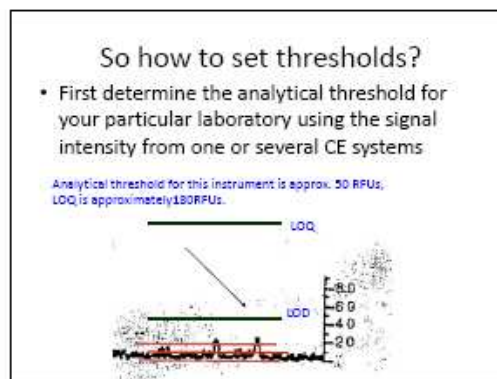 So how to set thresholds?
• First determine the analytical threshold for
your particular laboratory using the signal
intensity from one or several CE systems
Analytical threshold for this instrument is approx. 50 RFUs,
LOQ is approximately180RFUs.
LOQ
LOD
80
60
40
20